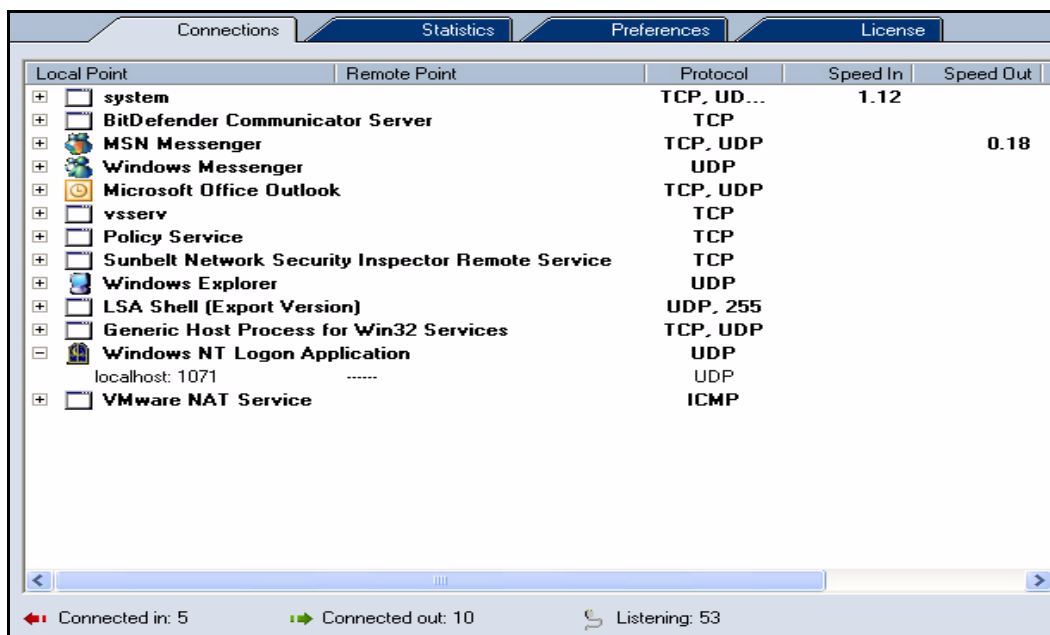 Connections Statistics Preferences License
Local Point Remote Point Protocol Speed In Speed Out
system TCP, UD... 1.12
BitDefender Communicator Server TCP
MSN Messenger TCP, UDP 0.18
Windows Messenger UDP
Microsoft Office Outlook TCP, UDP
vsserv TCP
Policy Service TCP
Sunbelt Network Security Inspector Remote Service TCP
Windows Explorer UDP
LSA Shell (Export Version) UDP, 255
Generic Host Process for Win32 Services TCP, UDP
Windows NT Logon Application UDP
localhost: 1071 ------ UDP
VMware NAT Service ICMP
Connected in: 5 Connected out: 10 Listening: 53